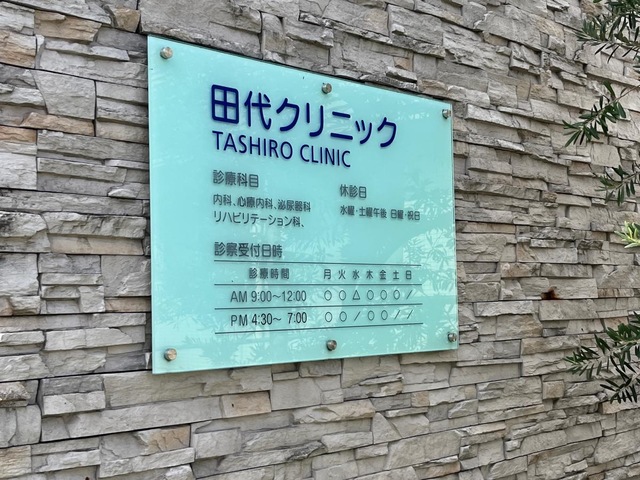 田代クリニック
TASHIRO CLINIC
診療科目
内科、心療内科、泌尿器科
リハビリテーション科、
休診日
水曜・土曜午後 日曜・祝日
診察受付日時
診療時間 月 火 水 木 金 土 日
AM 9:00～12:00 ○ ○ △ ○ ○ ○ ／
PM 4:30～ 7:00 ○ ○ ／ ○ ○ ／ ／